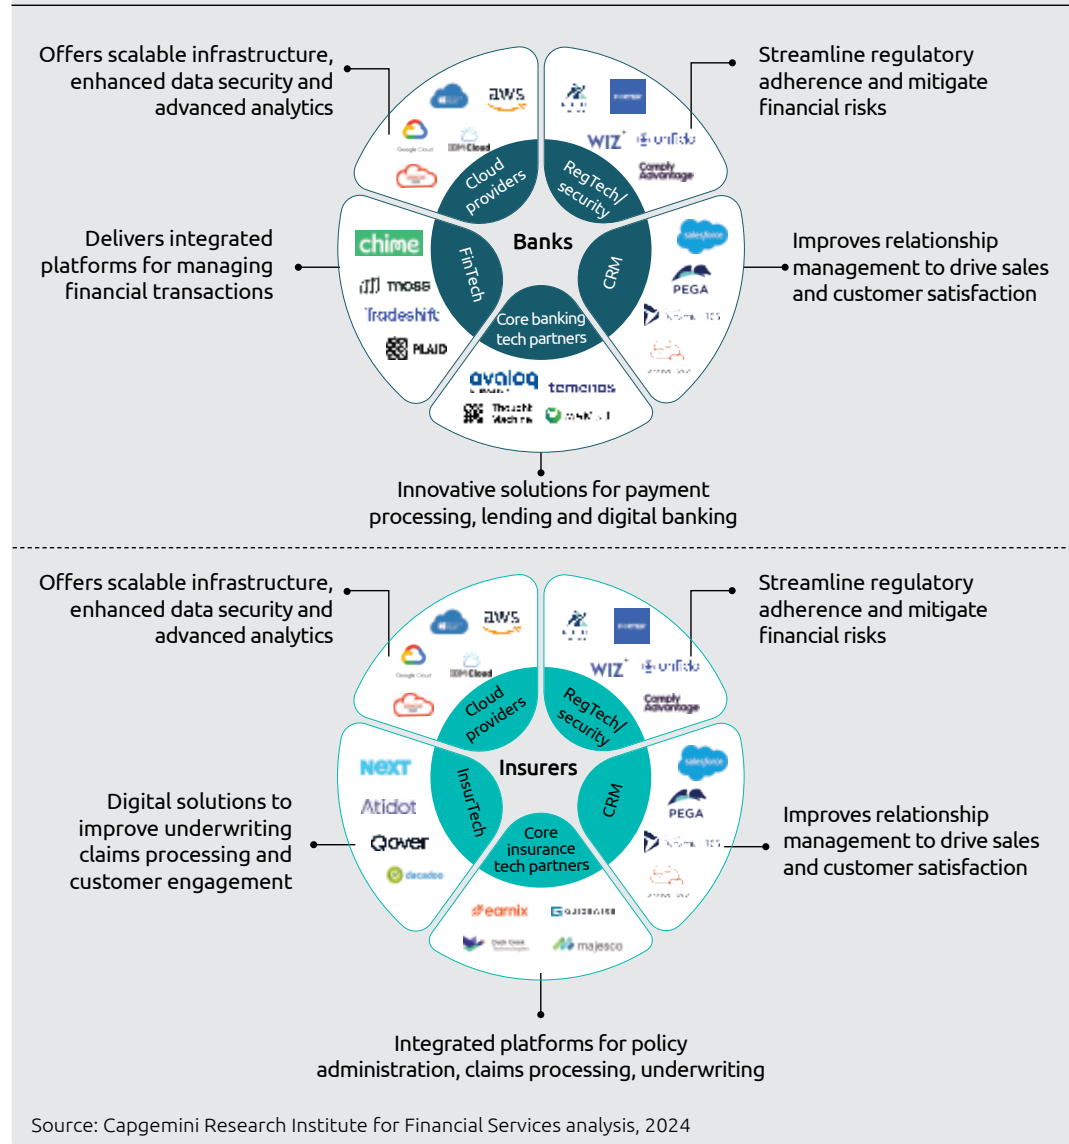 Offers scalable infrastructure,
enhanced data security and
advanced analytics
Streamline regulatory
adherence and mitigate
financial risks
aws
Google Cloud
IBM Cloud
WIZ
onfido
Comply
Advantage
Cloud
providers
RegTech/
security
Delivers integrated
platforms for managing
financial transactions
chime
moss
Tradeshift
PLAID
FinTech
Banks
CRM
salesforce
PEGA
Improves relationship
management to drive sales
and customer satisfaction
Core banking
tech partners
avaloq
temenos
Thought
Machine
Innovative solutions for payment
processing, lending and digital banking
Offers scalable infrastructure,
enhanced data security and
advanced analytics
Streamline regulatory
adherence and mitigate
financial risks
aws
Google Cloud
IBM Cloud
WIZ
onfido
Comply
Advantage
Cloud
providers
RegTech/
security
Digital solutions to
improve underwriting
claims processing and
customer engagement
NEXT
Atidot
Qover
dacadoo
InsurTech
Insurers
CRM
salesforce
PEGA
Improves relationship
management to drive sales
and customer satisfaction
Core
insurance
tech partners
earnix
majesco
Integrated platforms for policy
administration, claims processing, underwriting
Source: Capgemini Research Institute for Financial Services analysis, 2024